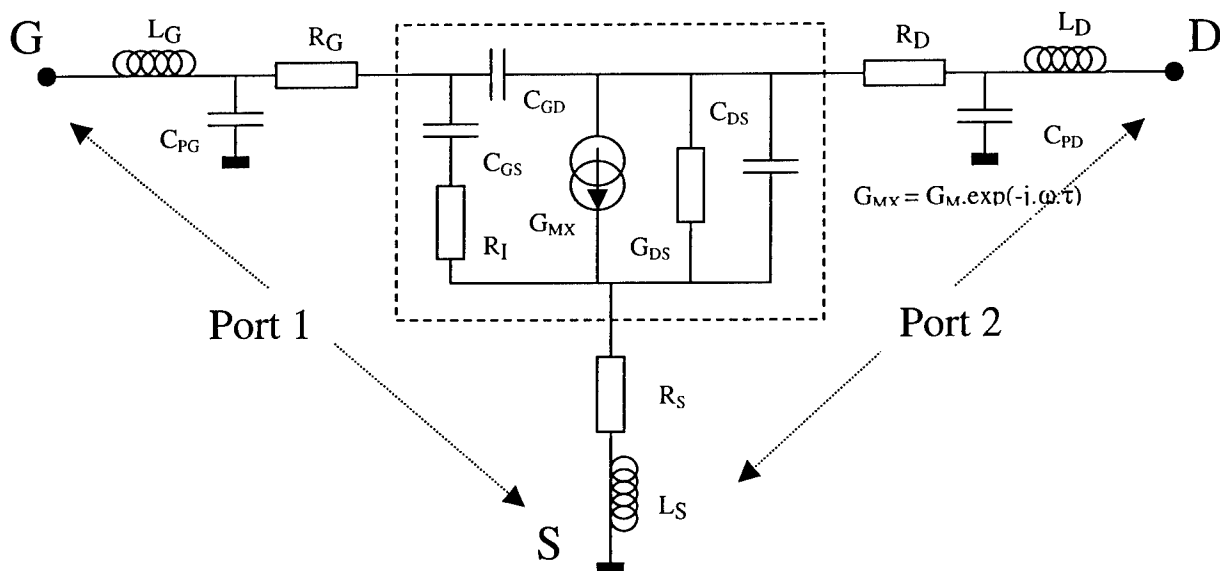 G
L_G
R_G
C_PG
C_GD
C_GS
R_I
G_MX
G_DS
C_DS
R_D
L_D
D
C_PD
G_MX = G_M.exp(-j.ω.τ)
Port 1
Port 2
R_S
L_S
S